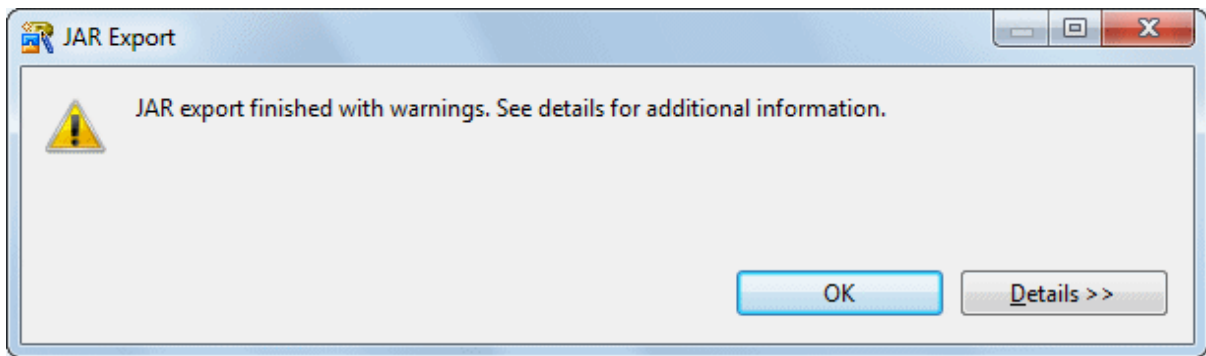 JAR Export
JAR export finished with warnings. See details for additional information.
OK
Details >>